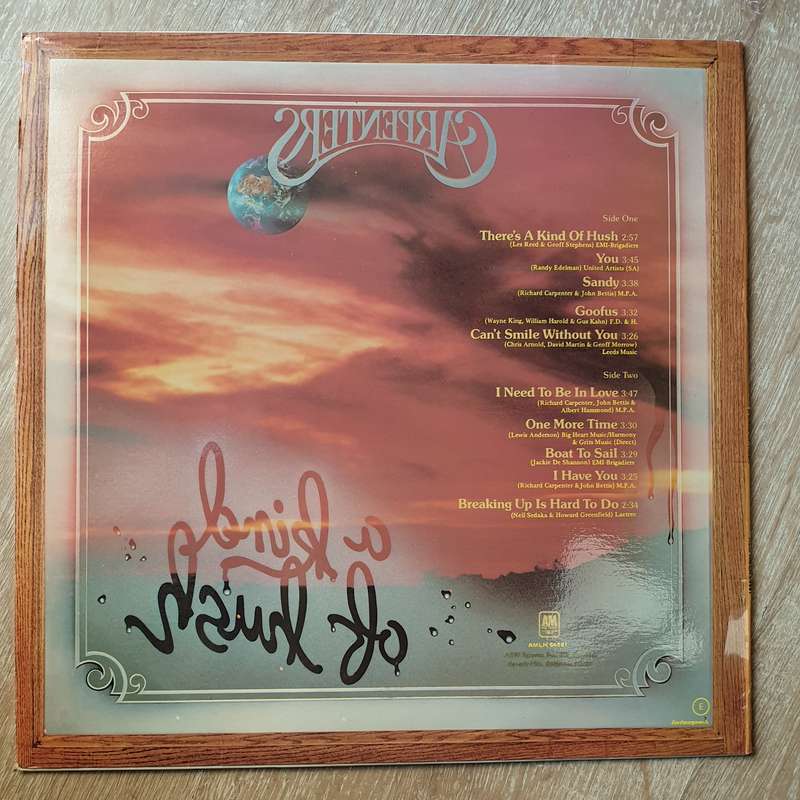 CARPENTERS
Side One
There's A Kind Of Hush 2:57
(Les Reed & Geoff Stephens) EMI-Brigadiers
You 3:45
(Randy Edelman) United Artists (SA)
Sandy 3:38
(Richard Carpenter & John Bettis) M.P.A.
Goofus 3:32
(Wayne King, William Harold & Gus Kahn) F.D. & H.
Can't Smile Without You 3:26
(Chris Arnold, David Martin & Geoff Morrow)
Leeds Music
Side Two
I Need To Be In Love 3:47
(Richard Carpenter, John Bettis &
Albert Hammond) M.P.A.
One More Time 3:30
(Lewis Anderson) Big Heart Music/Harmony
& Grits Music (Direct)
Boat To Sail 3:29
(Jackie De Shannon) EMI-Brigadiers
I Have You 3:25
(Richard Carpenter & John Bettis) M.P.A.
Breaking Up Is Hard To Do 2:34
(Neil Sedaka & Howard Greenfield)
a kind
of hush
AM
AMLK
E